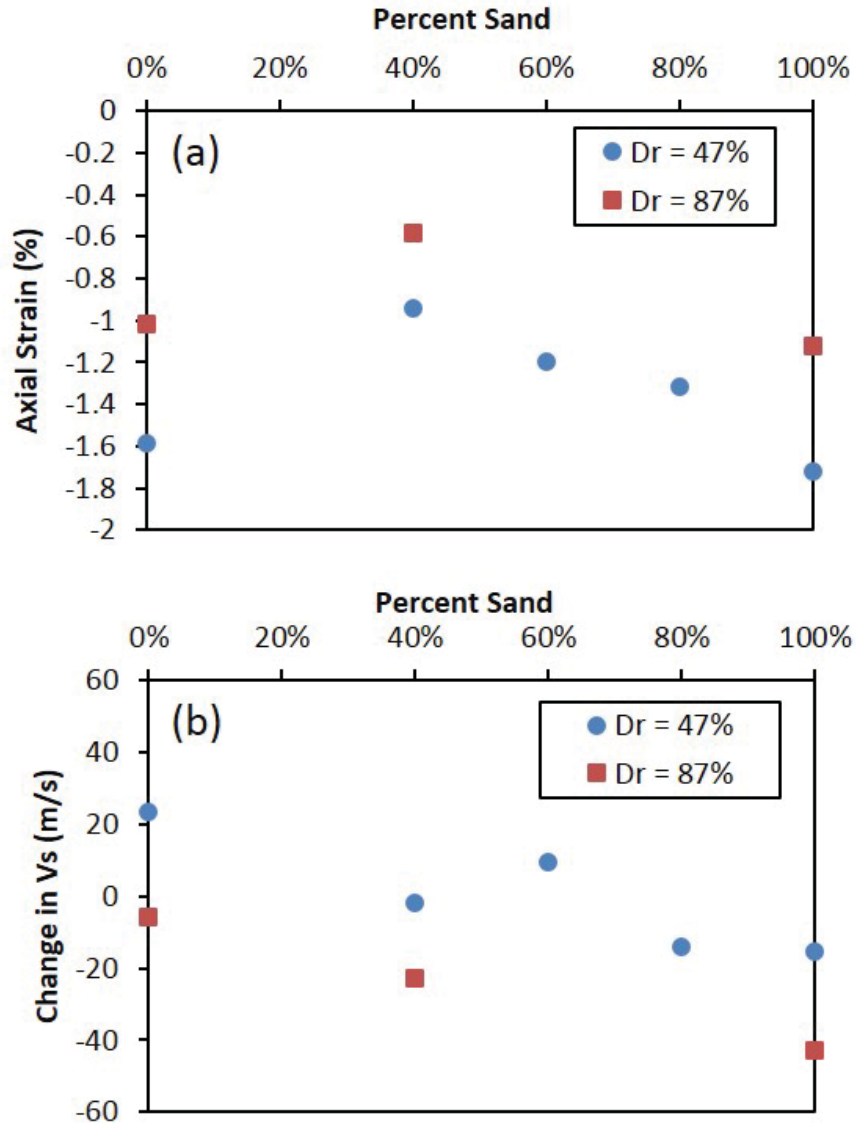 Percent Sand
0% 20% 40% 60% 80% 100%
0
-0.2
-0.4
-0.6
-0.8
-1
-1.2
-1.4
-1.6
-1.8
-2
Axial Strain (%)
(a)
Dr = 47%
Dr = 87%
Percent Sand
0% 20% 40% 60% 80% 100%
60
40
20
0
-20
-40
-60
Change in Vs (m/s)
(b)
Dr = 47%
Dr = 87%